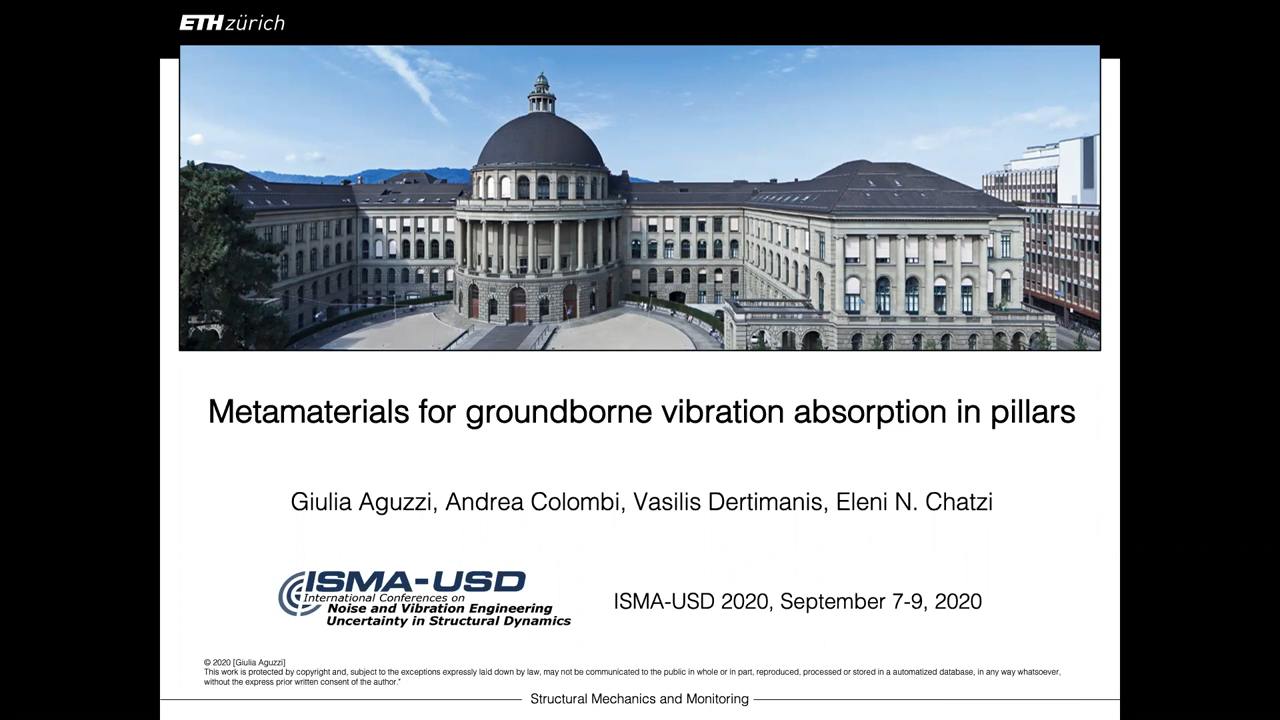 ETH zürich
Metamaterials for groundborne vibration absorption in pillars
Giulia Aguzzi, Andrea Colombi, Vasilis Dertimanis, Eleni N. Chatzi
ISMA-USD
International Conferences on
Noise and Vibration Engineering
Uncertainty in Structural Dynamics
ISMA-USD 2020, September 7-9, 2020
© 2020 [Giulia Aguzzi]
This work is protected by copyright and, subject to the exceptions expressly laid down by law, may not be communicated to the public in whole or in part, reproduced, processed or stored in a automatized database, in any way whatsoever,
without the express prior written consent of the author."
Structural Mechanics and Monitoring